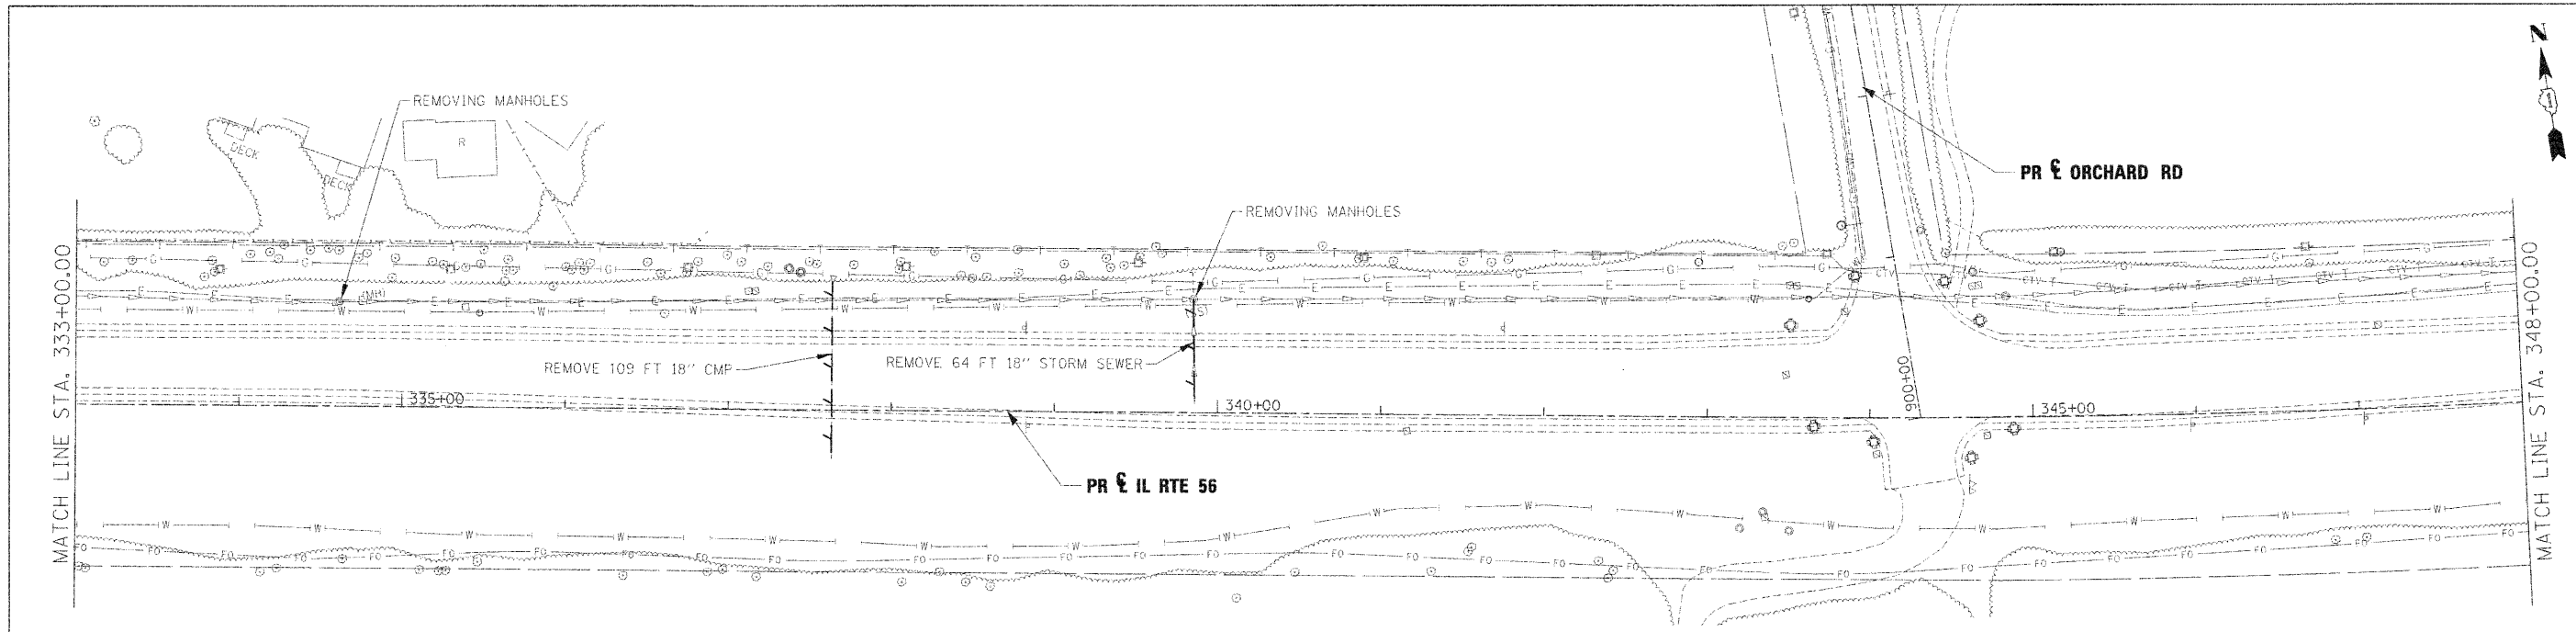 N
REMOVING MANHOLES
R
DECK
DECK
PR ℄ ORCHARD RD
REMOVING MANHOLES
MATCH LINE STA. 333+00.00
MATCH LINE STA. 348+00.00
REMOVE 109 FT 18" CMP
REMOVE 64 FT 18" STORM SEWER
335+00
340+00
900+00
345+00
PR ℄ IL RTE 56